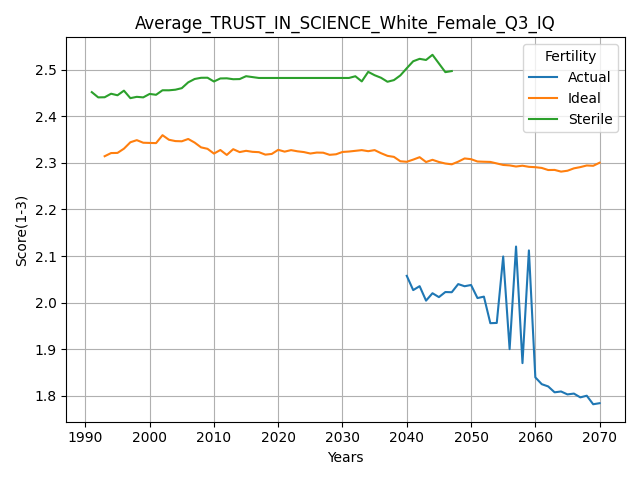 Average_TRUST_IN_SCIENCE_White_Female_Q3_IQ
Fertility
Actual
Ideal
Sterile
Score(1-3)
2.5
2.4
2.3
2.2
2.1
2.0
1.9
1.8
1990 2000 2010 2020 2030 2040 2050 2060 2070
Years